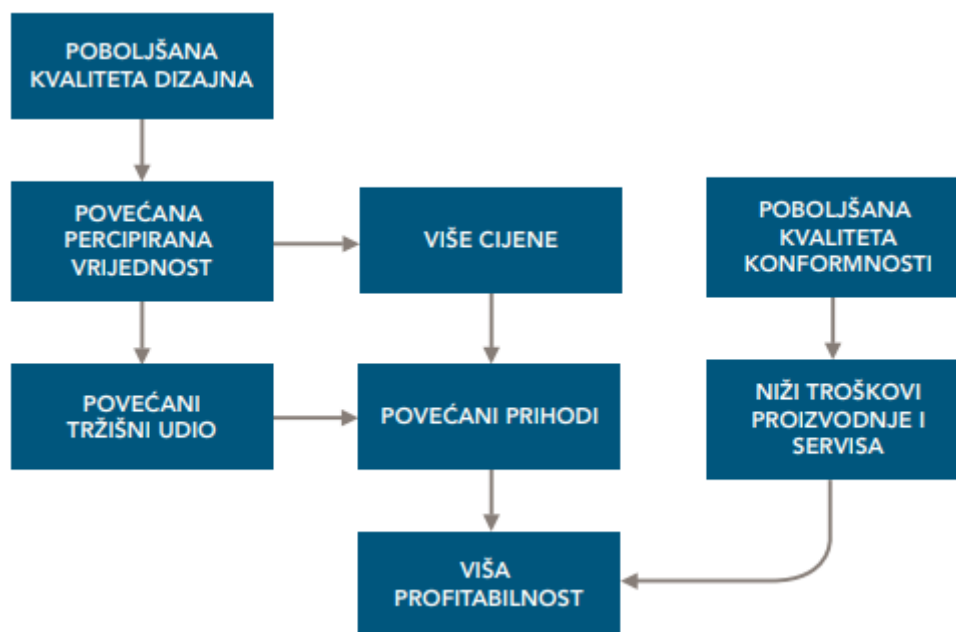 POBOLJŠANA
KVALITETA DIZAJNA
POVEĆANA
PERCIPIRANA
VRIJEDNOST
VIŠE CIJENE
POBOLJŠANA
KVALITETA
KONFORMNOSTI
POVEĆANI
TRŽIŠNI UDIO
POVEĆANI PRIHODI
NIŽI TROŠKOVI
PROIZVODNJE I
SERVISA
VIŠA
PROFITABILNOST